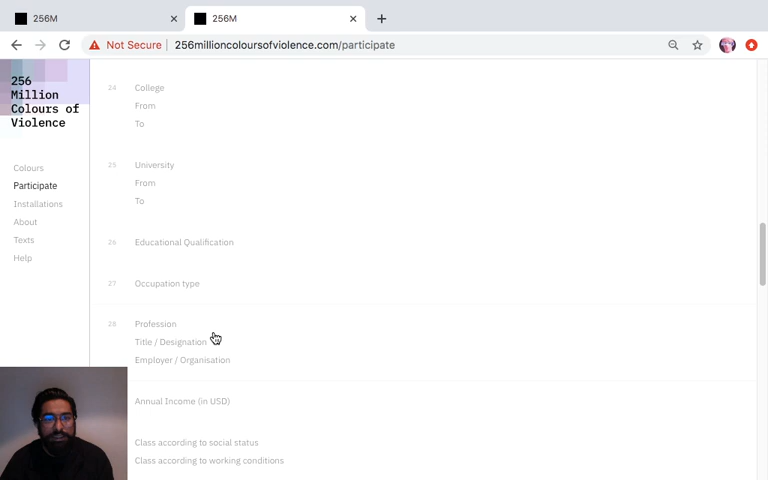 256M
256M
Not Secure
256millioncoloursofviolence.com/participate
256
Million
Colours of
Violence
Colours
Participate
Installations
About
Texts
Help
24 College
From
To
25 University
From
To
26 Educational Qualification
27 Occupation type
28 Profession
Title / Designation
Employer / Organisation
Annual Income (in USD)
Class according to social status
Class according to working conditions